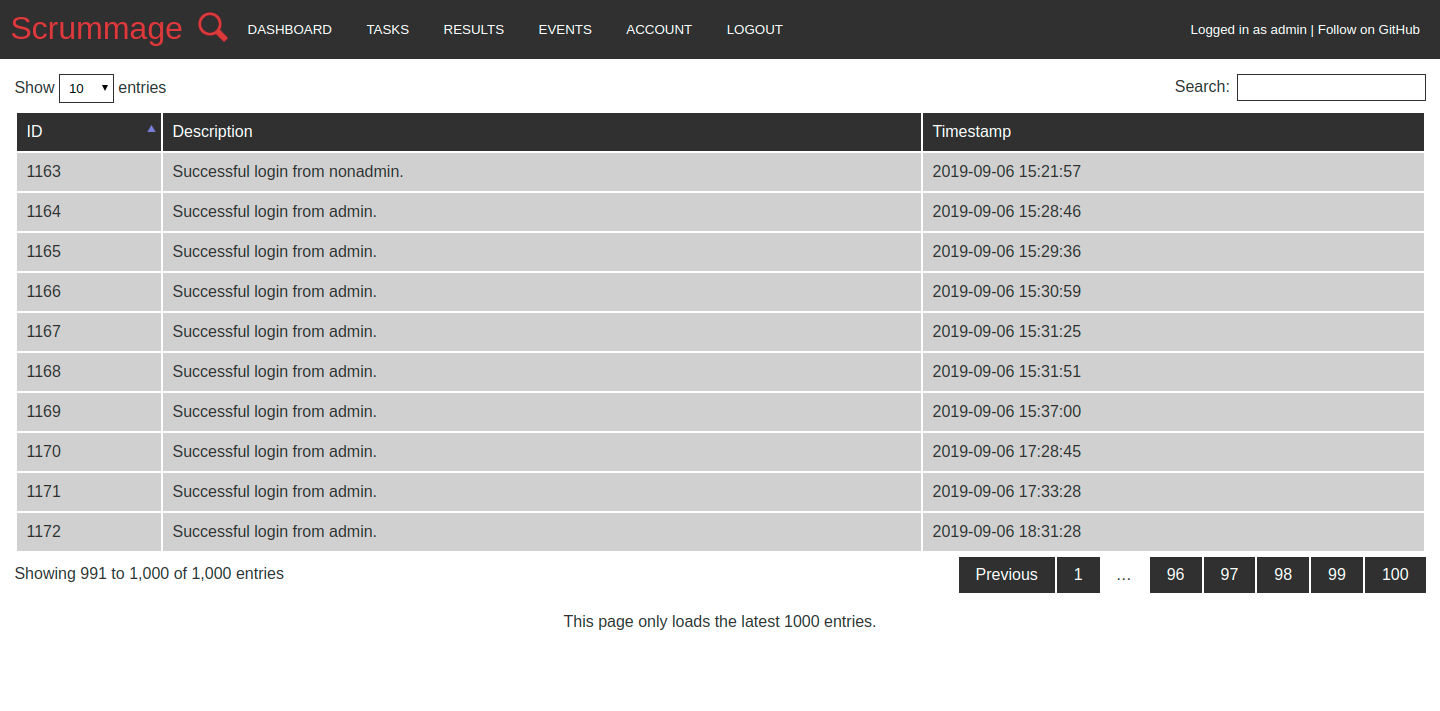 Scrummage DASHBOARD TASKS RESULTS EVENTS ACCOUNT LOGOUT Logged in as admin | Follow on GitHub
Show 10 entries Search:
ID Description Timestamp
1163 Successful login from nonadmin. 2019-09-06 15:21:57
1164 Successful login from admin. 2019-09-06 15:28:46
1165 Successful login from admin. 2019-09-06 15:29:36
1166 Successful login from admin. 2019-09-06 15:30:59
1167 Successful login from admin. 2019-09-06 15:31:25
1168 Successful login from admin. 2019-09-06 15:31:51
1169 Successful login from admin. 2019-09-06 15:37:00
1170 Successful login from admin. 2019-09-06 17:28:45
1171 Successful login from admin. 2019-09-06 17:33:28
1172 Successful login from admin. 2019-09-06 18:31:28
Showing 991 to 1,000 of 1,000 entries Previous 1 … 96 97 98 99 100
This page only loads the latest 1000 entries.